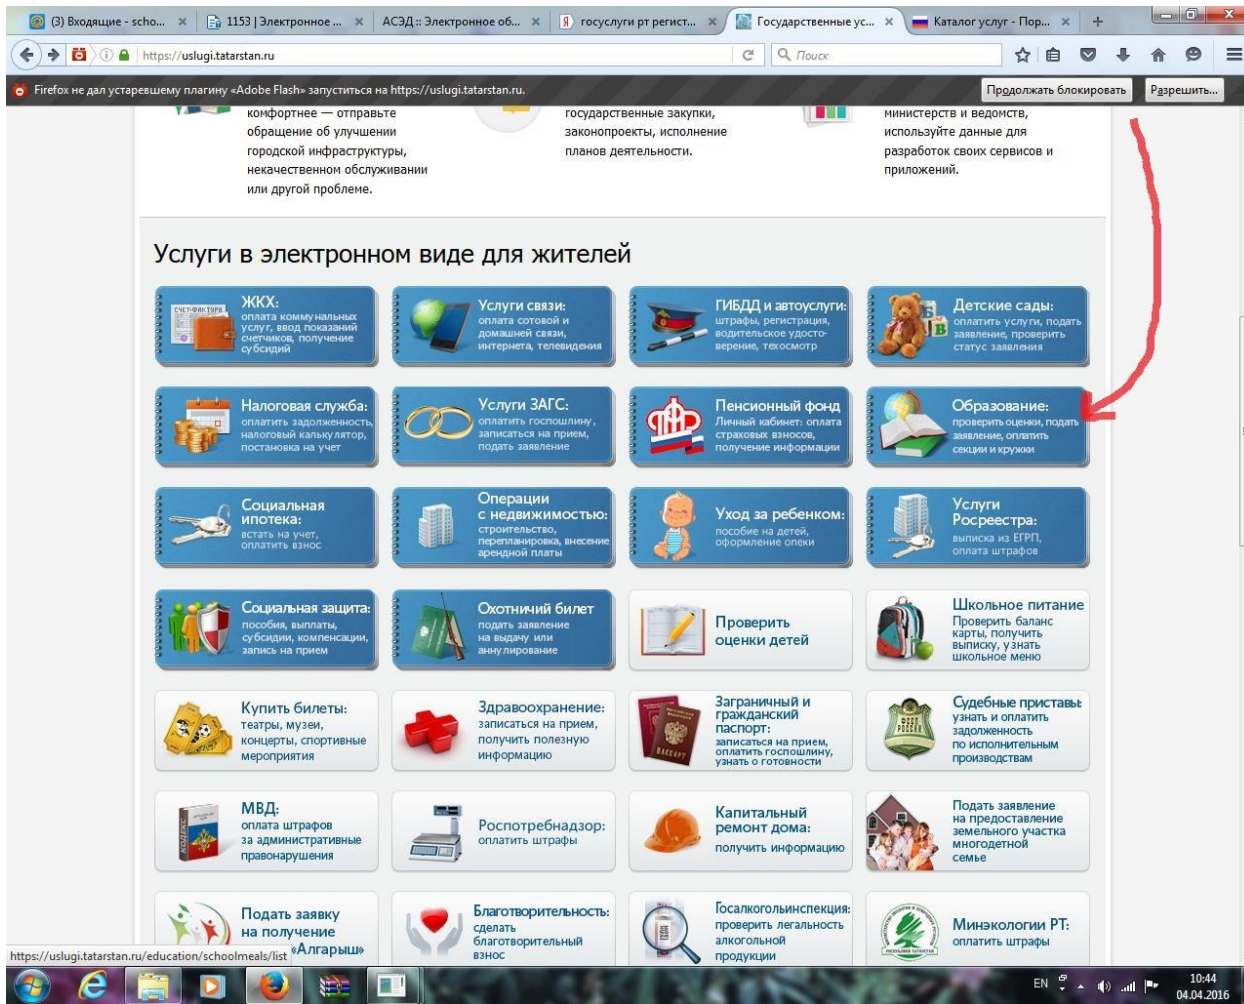 (3) Входящие - scho...
1153 | Электронное ...
АСЭД :: Электронное об...
госуслуги рт регист...
Государственные ус...
Каталог услуг - Пор...
https://uslugi.tatarstan.ru
Поиск
Firefox не дал устаревшему плагину «Adobe Flash» запуститься на https://uslugi.tatarstan.ru.
Продолжать блокировать
Разрешить...
комфортнее — отправьте
обращение об улучшении
городской инфраструктуры,
некачественном обслуживании
или другой проблеме.
государственные закупки,
законопроекты, исполнение
планов деятельности.
министерств и ведомств,
используйте данные для
разработок своих сервисов и
приложений.
Услуги в электронном виде для жителей
СЧЕТ-ФАКТУРА
ЖКХ:
оплата коммунальных
услуг, ввод показаний
счетчиков, получение
субсидий
Услуги связи:
оплата сотовой и
домашней связи,
интернета, телевидения
ГИБДД и автоуслуги:
штрафы, регистрация,
водительское удосто-
верение, техосмотр
Детские сады:
оплатить услуги, подать
заявление, проверить
статус заявления
Налоговая служба:
оплатить задолженность,
налоговый калькулятор,
постановка на учет
Услуги ЗАГС:
оплатить госпошлину,
записаться на прием,
подать заявление
Пенсионный фонд
Личный кабинет: оплата
страховых взносов,
получение информации
Образование:
проверить оценки, подать
заявление, оплатить
секции и кружки
Социальная
ипотека:
встать на учет,
оплатить взнос
Операции
с недвижимостью:
строительство,
перепланировка, внесение
арендной платы
Уход за ребенком:
пособие на детей,
оформление опеки
Услуги
Росреестра:
выписка из ЕГРП,
оплата штрафов
Социальная защита:
пособия, выплаты,
субсидии, компенсации,
запись на прием
Охотничий билет
подать заявление
на выдачу или
аннулирование
Проверить
оценки детей
Школьное питание
Проверить баланс
карты, получить
выписку, узнать
школьное меню
Купить билеты:
театры, музеи,
концерты, спортивные
мероприятия
Здравоохранение:
записаться на прием,
получить полезную
информацию
ПАСПОРТ
Заграничный и
гражданский
паспорт:
записаться на прием,
оплатить госпошлину,
узнать о готовности
ФССП
РОССИИ
Судебные приставы:
узнать и оплатить
задолженность
по исполнительным
производствам
КОДЕКС
МВД:
оплата штрафов
за административные
правонарушения
Роспотребнадзор:
оплатить штрафы
Капитальный
ремонт дома:
получить информацию
Подать заявление
на предоставление
земельного участка
многодетной
семье
Подать заявку
на получение
«Алгарыш»
Благотворительность:
сделать
благотворительный
взнос
Госалкогольинспекция:
проверить легальность
алкогольной
продукции
Минэкологии РТ:
оплатить штрафы
https://uslugi.tatarstan.ru/education/schoolmeals/list
EN
10:44
04.04.2016